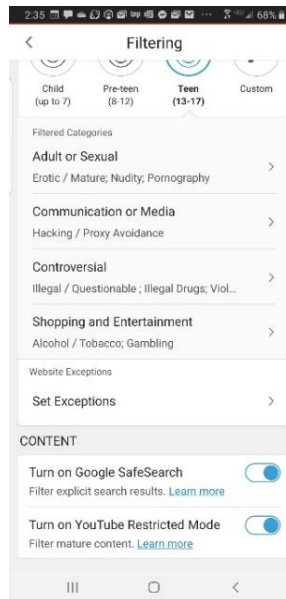 2:35 68%
Filtering
Child Pre-teen Teen Custom
(up to 7) (8-12) (13-17)
Filtered Categories
Adult or Sexual
Erotic / Mature; Nudity; Pornography
Communication or Media
Hacking / Proxy Avoidance
Controversial
Illegal / Questionable ; Illegal Drugs; Viol...
Shopping and Entertainment
Alcohol / Tobacco; Gambling
Website Exceptions
Set Exceptions
CONTENT
Turn on Google SafeSearch
Filter explicit search results. Learn more
Turn on YouTube Restricted Mode
Filter mature content. Learn more